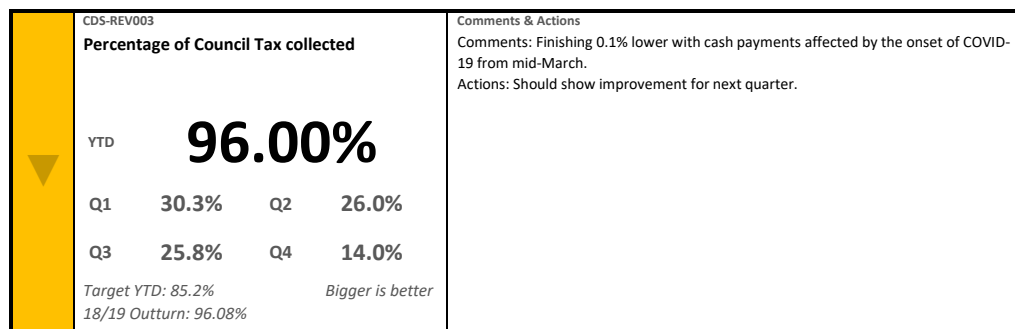 CDS-REV003
Percentage of Council Tax collected
YTD 96.00%
Q1 30.3% Q2 26.0%
Q3 25.8% Q4 14.0%
Target YTD: 85.2% Bigger is better
18/19 Outturn: 96.08%
Comments & Actions
Comments: Finishing 0.1% lower with cash payments affected by the onset of COVID-
19 from mid-March.
Actions: Should show improvement for next quarter.